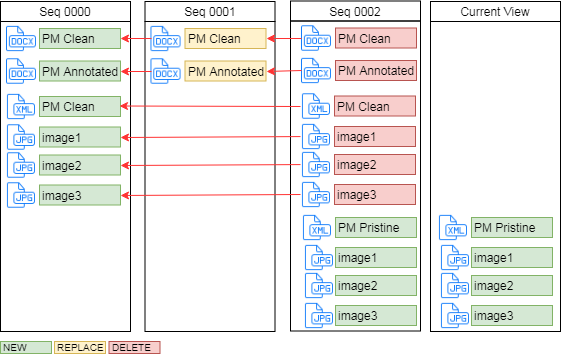 Seq 0000
Seq 0001
Seq 0002
Current View
DOCX PM Clean
DOCX PM Clean
DOCX PM Clean
DOCX PM Annotated
DOCX PM Annotated
DOCX PM Annotated
XML PM Clean
XML PM Clean
JPG image1
JPG image1
JPG image2
JPG image2
JPG image3
JPG image3
XML PM Pristine
XML PM Pristine
JPG image1
JPG image1
JPG image2
JPG image2
JPG image3
JPG image3
NEW
REPLACE
DELETE